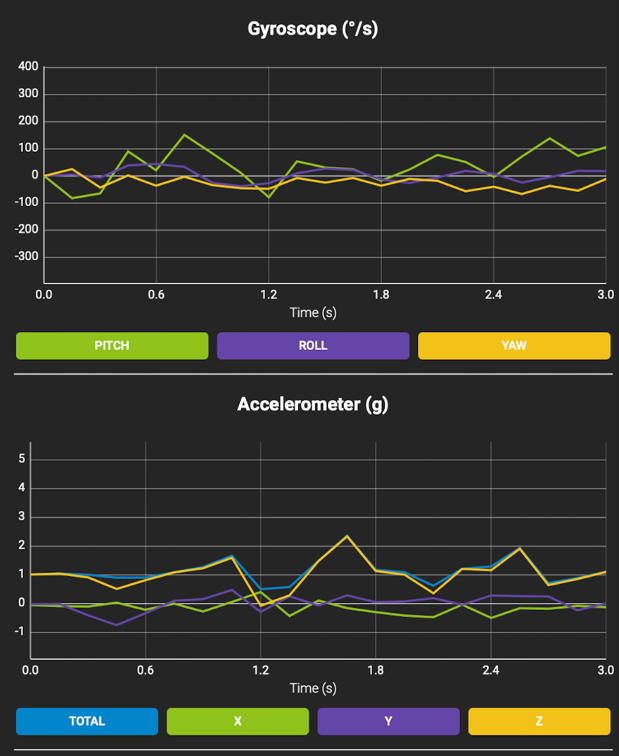 Gyroscope (°/s)
400
300
200
100
0
-100
-200
-300
0.0 0.6 1.2 1.8 2.4 3.0
Time (s)
PITCH ROLL YAW
Accelerometer (g)
5
4
3
2
1
0
-1
0.0 0.6 1.2 1.8 2.4 3.0
Time (s)
TOTAL X Y Z